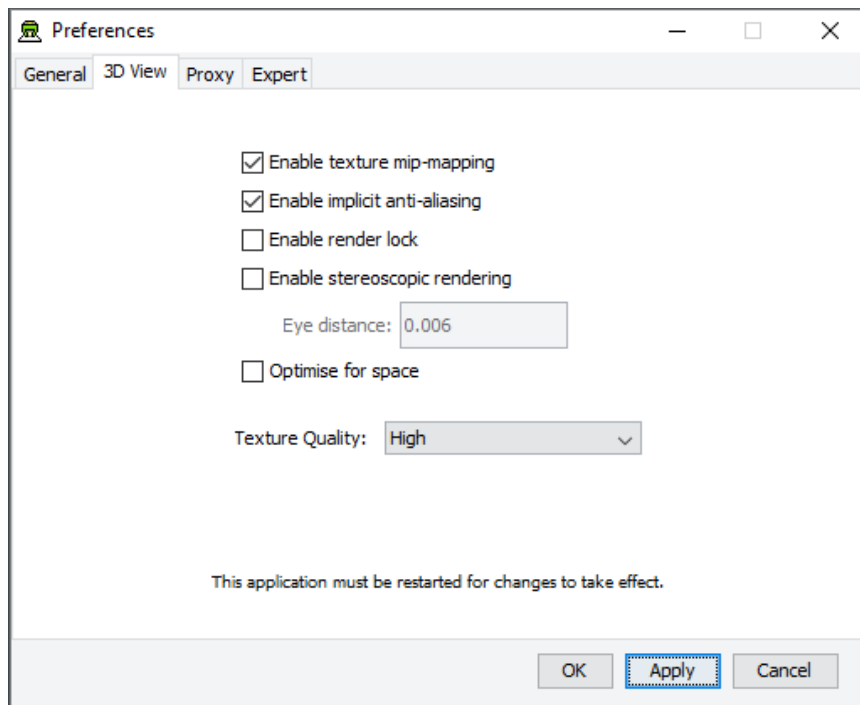 Preferences
General 3D View Proxy Expert
Enable texture mip-mapping
Enable implicit anti-aliasing
Enable render lock
Enable stereoscopic rendering
Eye distance: 0.006
Optimise for space
Texture Quality: High
This application must be restarted for changes to take effect.
OK Apply Cancel